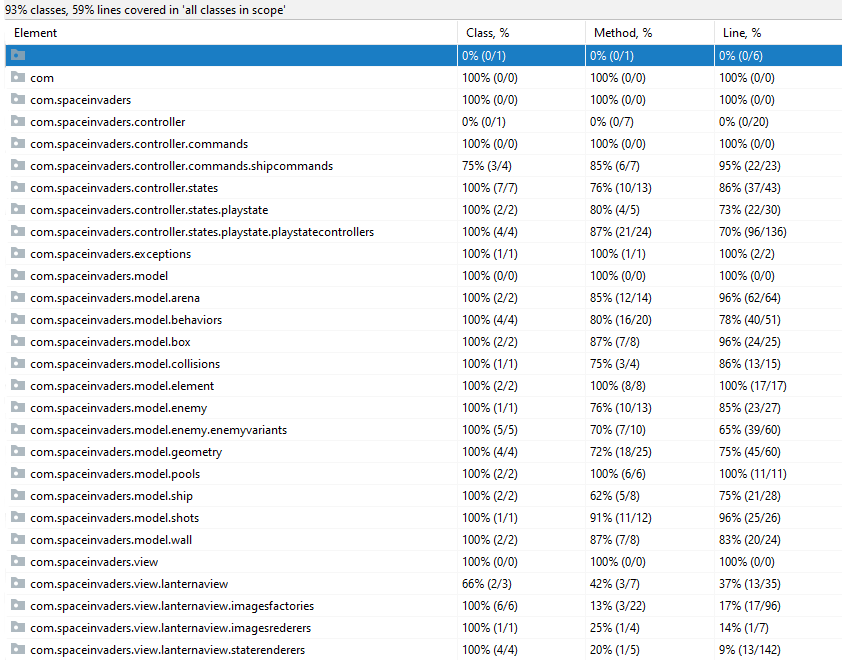 93% classes, 59% lines covered in 'all classes in scope'
Element Class, % Method, % Line, %
0% (0/1) 0% (0/1) 0% (0/6)
com 100% (0/0) 100% (0/0) 100% (0/0)
com.spaceinvaders 100% (0/0) 100% (0/0) 100% (0/0)
com.spaceinvaders.controller 0% (0/1) 0% (0/7) 0% (0/20)
com.spaceinvaders.controller.commands 100% (0/0) 100% (0/0) 100% (0/0)
com.spaceinvaders.controller.commands.shipcommands 75% (3/4) 85% (6/7) 95% (22/23)
com.spaceinvaders.controller.states 100% (7/7) 76% (10/13) 86% (37/43)
com.spaceinvaders.controller.states.playstate 100% (2/2) 80% (4/5) 73% (22/30)
com.spaceinvaders.controller.states.playstate.playstatecontrollers 100% (4/4) 87% (21/24) 70% (96/136)
com.spaceinvaders.exceptions 100% (1/1) 100% (1/1) 100% (2/2)
com.spaceinvaders.model 100% (0/0) 100% (0/0) 100% (0/0)
com.spaceinvaders.model.arena 100% (2/2) 85% (12/14) 96% (62/64)
com.spaceinvaders.model.behaviors 100% (4/4) 80% (16/20) 78% (40/51)
com.spaceinvaders.model.box 100% (2/2) 87% (7/8) 96% (24/25)
com.spaceinvaders.model.collisions 100% (1/1) 75% (3/4) 86% (13/15)
com.spaceinvaders.model.element 100% (2/2) 100% (8/8) 100% (17/17)
com.spaceinvaders.model.enemy 100% (1/1) 76% (10/13) 85% (23/27)
com.spaceinvaders.model.enemy.enemyvariants 100% (5/5) 70% (7/10) 65% (39/60)
com.spaceinvaders.model.geometry 100% (4/4) 72% (18/25) 75% (45/60)
com.spaceinvaders.model.pools 100% (2/2) 100% (6/6) 100% (11/11)
com.spaceinvaders.model.ship 100% (2/2) 62% (5/8) 75% (21/28)
com.spaceinvaders.model.shots 100% (1/1) 91% (11/12) 96% (25/26)
com.spaceinvaders.model.wall 100% (2/2) 87% (7/8) 83% (20/24)
com.spaceinvaders.view 100% (0/0) 100% (0/0) 100% (0/0)
com.spaceinvaders.view.lanternaview 66% (2/3) 42% (3/7) 37% (13/35)
com.spaceinvaders.view.lanternaview.imagesfactories 100% (6/6) 13% (3/22) 17% (17/96)
com.spaceinvaders.view.lanternaview.imagesrederers 100% (1/1) 25% (1/4) 14% (1/7)
com.spaceinvaders.view.lanternaview.staterenderers 100% (4/4) 20% (1/5) 9% (13/142)